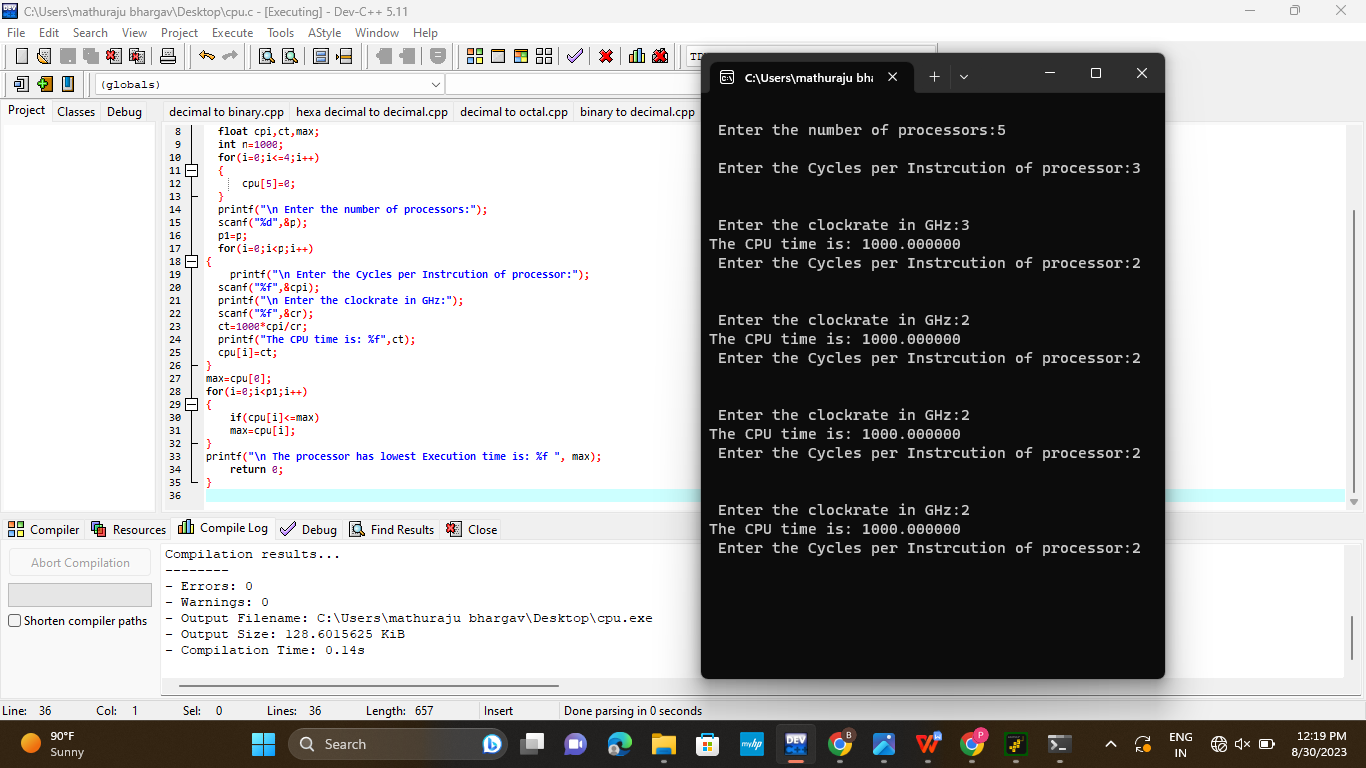 C:\Users\mathuraju bhargav\Desktop\cpu.c - [Executing] - Dev-C++ 5.11
File Edit Search View Project Execute Tools AStyle Window Help
(globals)
Project Classes Debug
decimal to binary.cpp hexa decimal to decimal.cpp decimal to octal.cpp binary to decimal.cpp
8 float cpi,ct,max;
9 int n=1000;
10 for(i=0;i<=4;i++)
11 {
12 cpu[5]=0;
13 }
14 printf("\n Enter the number of processors:");
15 scanf("%d",&p);
16 p1=p;
17 for(i=0;i<p;i++)
18 {
19 printf("\n Enter the Cycles per Instrcution of processor:");
20 scanf("%f",&cpi);
21 printf("\n Enter the clockrate in GHz:");
22 scanf("%f",&cr);
23 ct=1000*cpi/cr;
24 printf("The CPU time is: %f",ct);
25 cpu[i]=ct;
26 }
27 max=cpu[0];
28 for(i=0;i<p1;i++)
29 {
30 if(cpu[i]<=max)
31 max=cpu[i];
32 }
33 printf("\n The processor has lowest Execution time is: %f ", max);
34 return 0;
35 }
36
C:\Users\mathuraju bha
Enter the number of processors:5
Enter the Cycles per Instrcution of processor:3
Enter the clockrate in GHz:3
The CPU time is: 1000.000000
Enter the Cycles per Instrcution of processor:2
Enter the clockrate in GHz:2
The CPU time is: 1000.000000
Enter the Cycles per Instrcution of processor:2
Enter the clockrate in GHz:2
The CPU time is: 1000.000000
Enter the Cycles per Instrcution of processor:2
Enter the clockrate in GHz:2
The CPU time is: 1000.000000
Enter the Cycles per Instrcution of processor:2
Compiler Resources Compile Log Debug Find Results Close
Abort Compilation
Shorten compiler paths
Compilation results...
--------
- Errors: 0
- Warnings: 0
- Output Filename: C:\Users\mathuraju bhargav\Desktop\cpu.exe
- Output Size: 128.6015625 KiB
- Compilation Time: 0.14s
Line: 36 Col: 1 Sel: 0 Lines: 36 Length: 657 Insert Done parsing in 0 seconds
90°F
Sunny
Search
ENG
IN
12:19 PM
8/30/2023